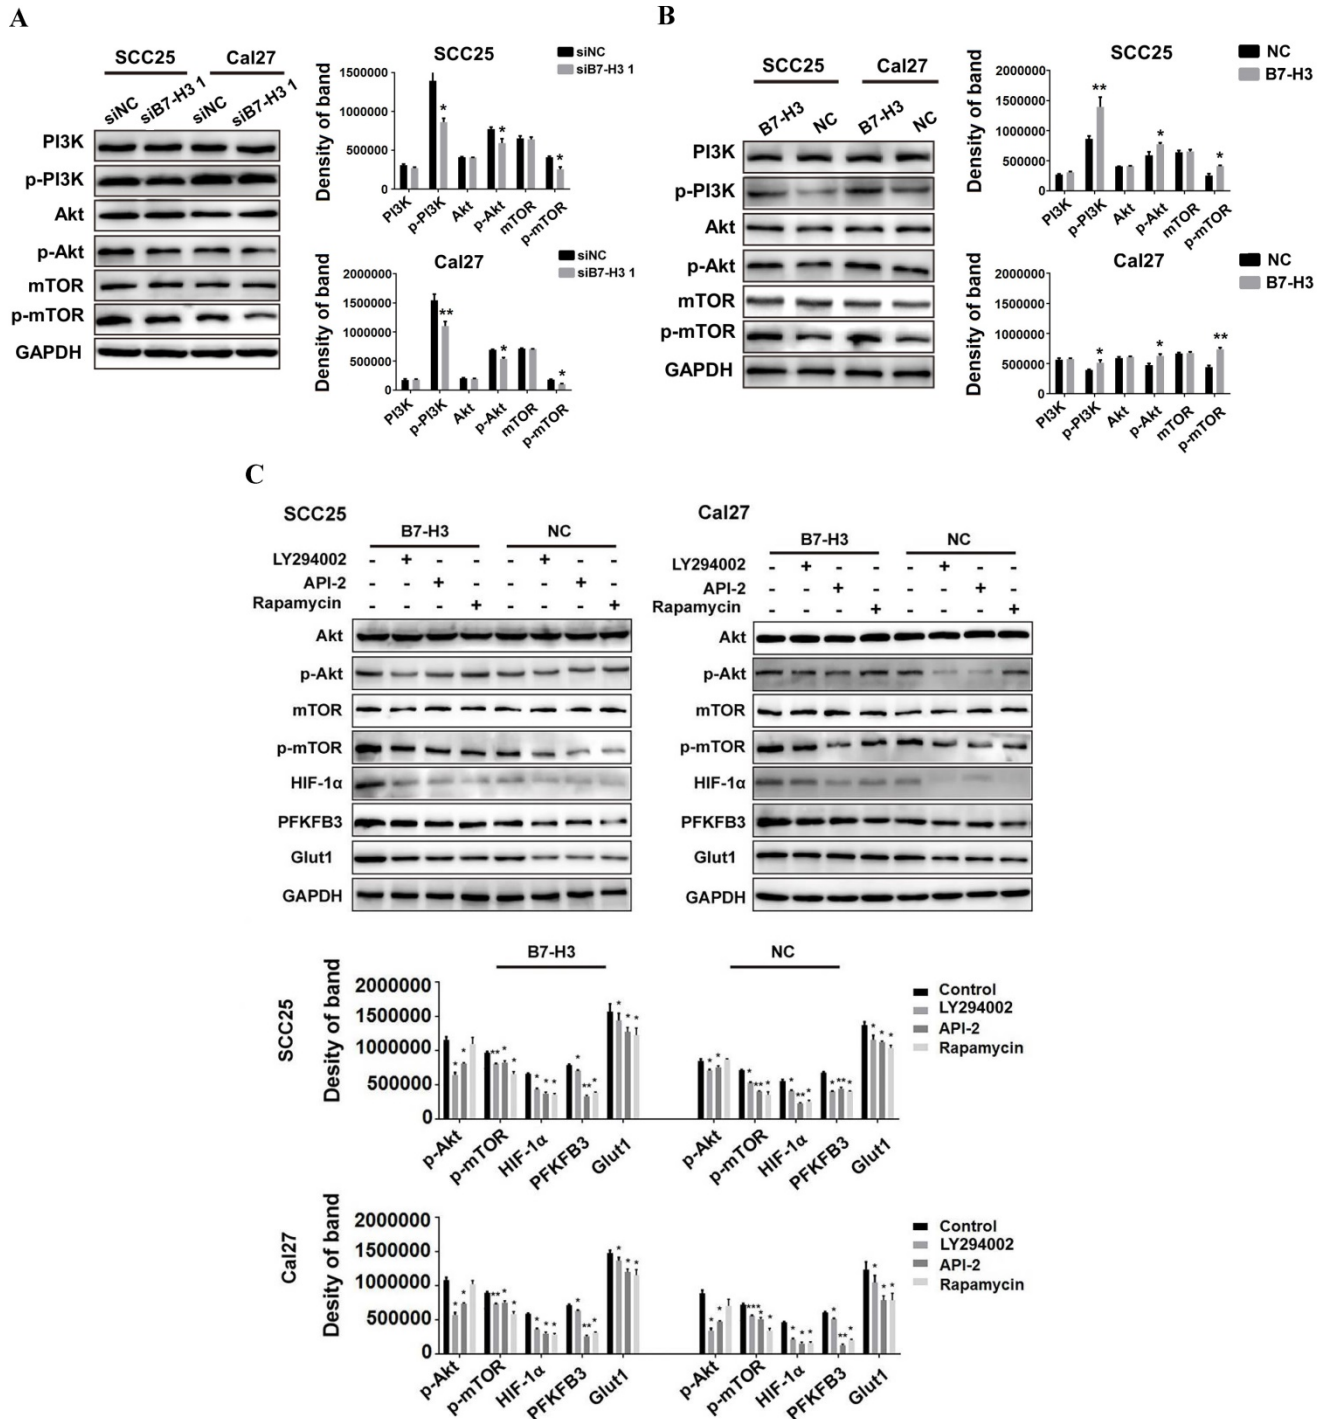 A
SCC25 Cal27
siNC siB7-H3 1 siNC siB7-H3 1
PI3K
p-PI3K
Akt
p-Akt
mTOR
p-mTOR
GAPDH
SCC25
siNC
siB7-H3 1
Density of band
1500000
1000000
500000
0
* * *
PI3K p-PI3K Akt p-Akt mTOR p-mTOR
Cal27
siNC
siB7-H3 1
Density of band
2000000
1500000
1000000
500000
0
** * *
PI3K p-PI3K Akt p-Akt mTOR p-mTOR
B
SCC25 Cal27
B7-H3 NC B7-H3 NC
PI3K
p-PI3K
Akt
p-Akt
mTOR
p-mTOR
GAPDH
SCC25
NC
B7-H3
Density of band
2000000
1500000
1000000
500000
0
** * *
PI3K p-PI3K Akt p-Akt mTOR p-mTOR
Cal27
NC
B7-H3
Density of band
2000000
1500000
1000000
500000
0
* * **
PI3K p-PI3K Akt p-Akt mTOR p-mTOR
C
SCC25
B7-H3 NC
LY294002 - + - - - + - -
API-2 - - + - - - + -
Rapamycin - - - + - - - +
Akt
p-Akt
mTOR
p-mTOR
HIF-1α
PFKFB3
Glut1
GAPDH
Cal27
B7-H3 NC
LY294002 - + - - - + - -
API-2 - - + - - - + -
Rapamycin - - - + - - - +
Akt
p-Akt
mTOR
p-mTOR
HIF-1α
PFKFB3
Glut1
GAPDH
B7-H3 NC
SCC25
Desity of band
2000000
1500000
1000000
500000
0
* * ** * * * * * * ** * * * * * * * ** * * ** * * ** * * * *
p-Akt p-mTOR HIF-1α PFKFB3 Glut1 p-Akt p-mTOR HIF-1α PFKFB3 Glut1
Control
LY294002
API-2
Rapamycin
Cal27
Desity of band
2000000
1500000
1000000
500000
0
* * ** * * * * * * ** * * * * * * *** * * * * * ** * * * *
p-Akt p-mTOR HIF-1α PFKFB3 Glut1 p-Akt p-mTOR HIF-1α PFKFB3 Glut1
Control
LY294002
API-2
Rapamycin